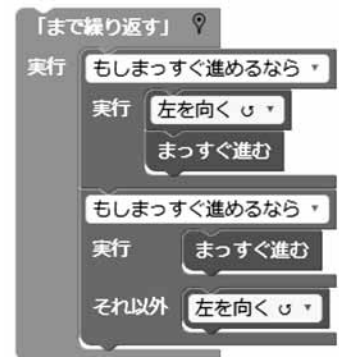 「まで繰り返す」
実行 もしまっすぐ進めるなら
実行 左を向く ↺
まっすぐ進む
もしまっすぐ進めるなら
実行 まっすぐ進む
それ以外 左を向く ↺